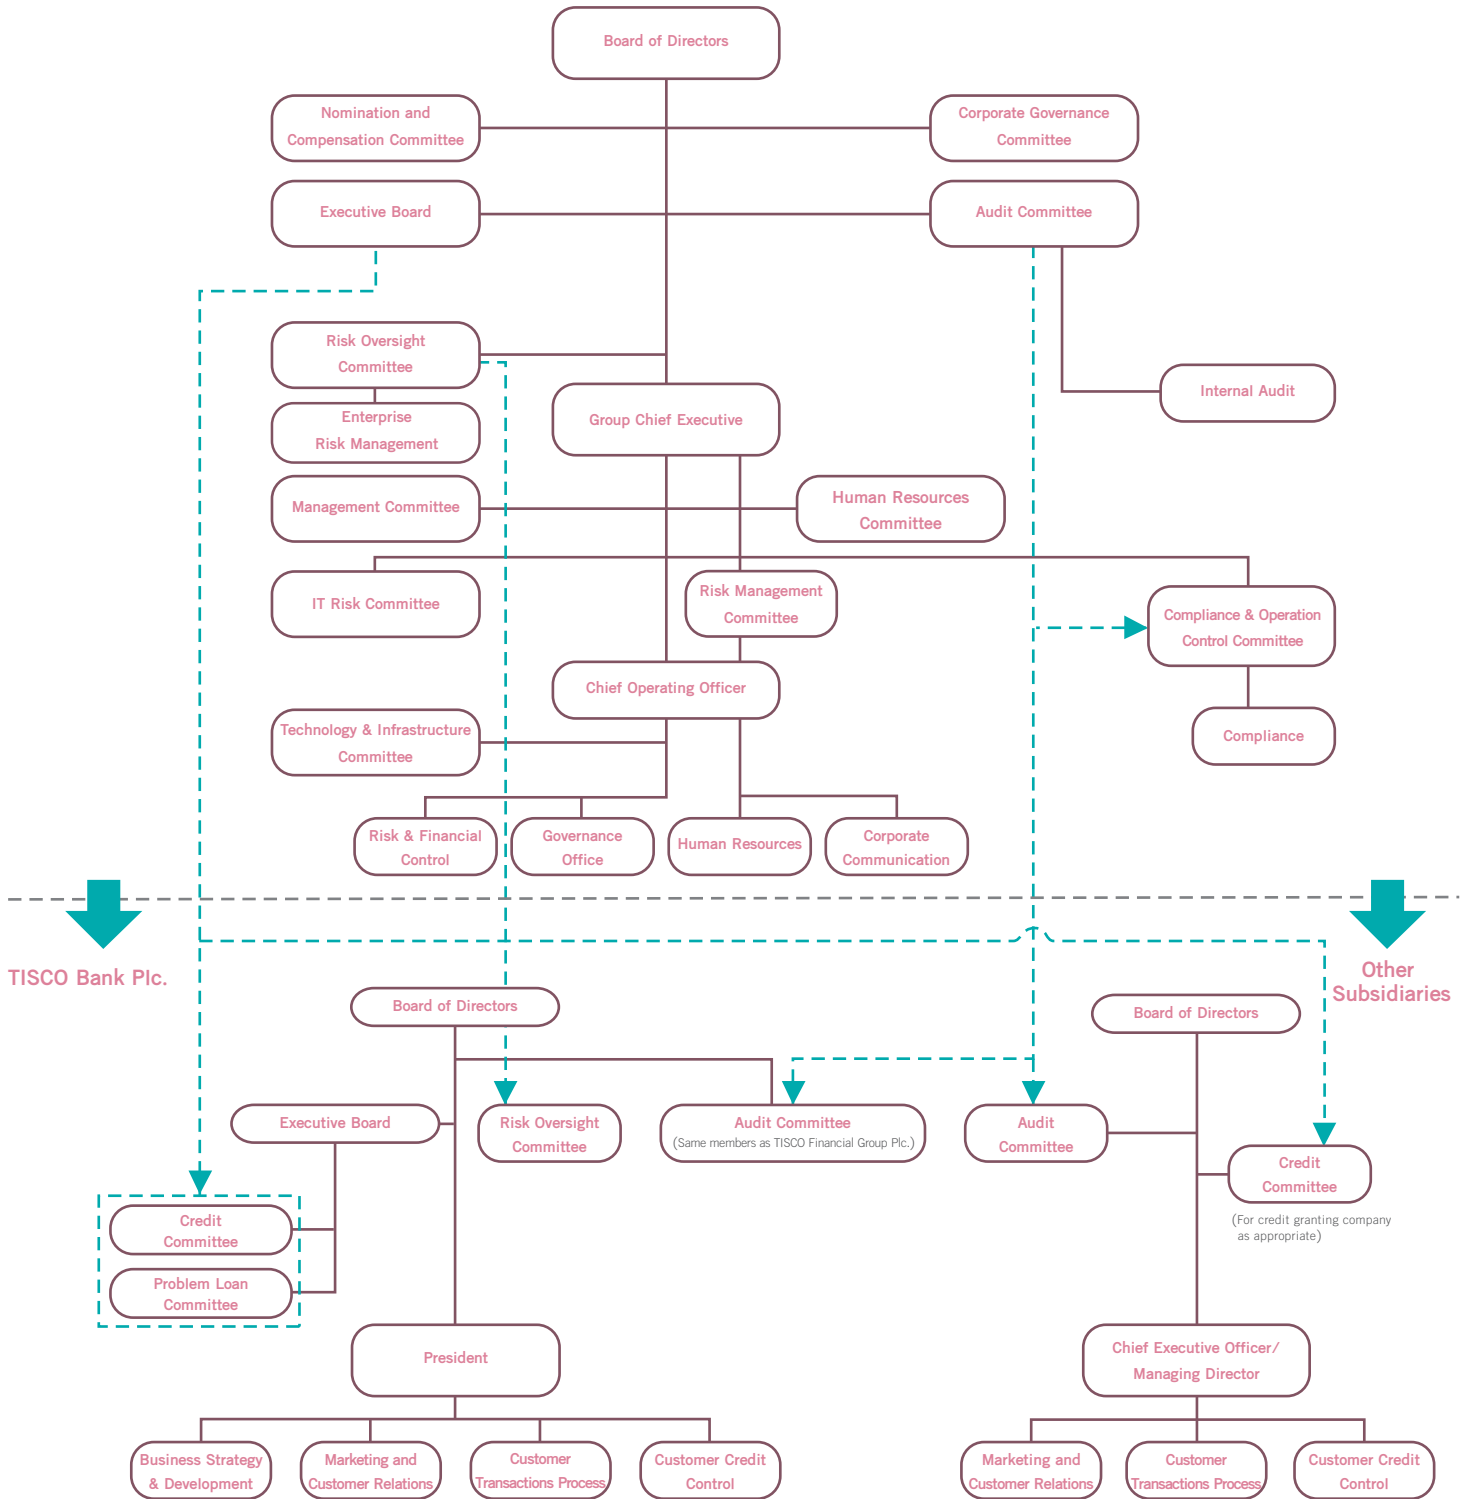 Board of Directors
Nomination and
Compensation Committee
Corporate Governance
Committee
Executive Board
Audit Committee
Risk Oversight
Committee
Enterprise
Risk Management
Group Chief Executive
Internal Audit
Management Committee
Human Resources
Committee
IT Risk Committee
Risk Management
Committee
Compliance & Operation
Control Committee
Chief Operating Officer
Technology & Infrastructure
Committee
Compliance
Risk & Financial
Control
Governance
Office
Human Resources
Corporate
Communication
TISCO Bank Plc.
Other
Subsidiaries
Board of Directors
Board of Directors
Executive Board
Risk Oversight
Committee
Audit Committee
(Same members as TISCO Financial Group Plc.)
Audit
Committee
Credit
Committee
(For credit granting company
as appropriate)
Credit
Committee
Problem Loan
Committee
President
Chief Executive Officer/
Managing Director
Business Strategy
& Development
Marketing and
Customer Relations
Customer
Transactions Process
Customer Credit
Control
Marketing and
Customer Relations
Customer
Transactions Process
Customer Credit
Control